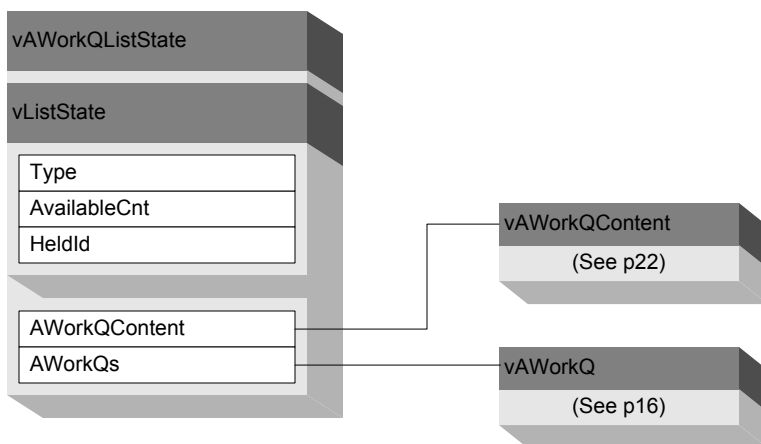 vAWorkQListState
vListState
Type
AvailableCnt
HeldId
AWorkQContent
AWorkQs
vAWorkQContent
(See p22)
vAWorkQ
(See p16)